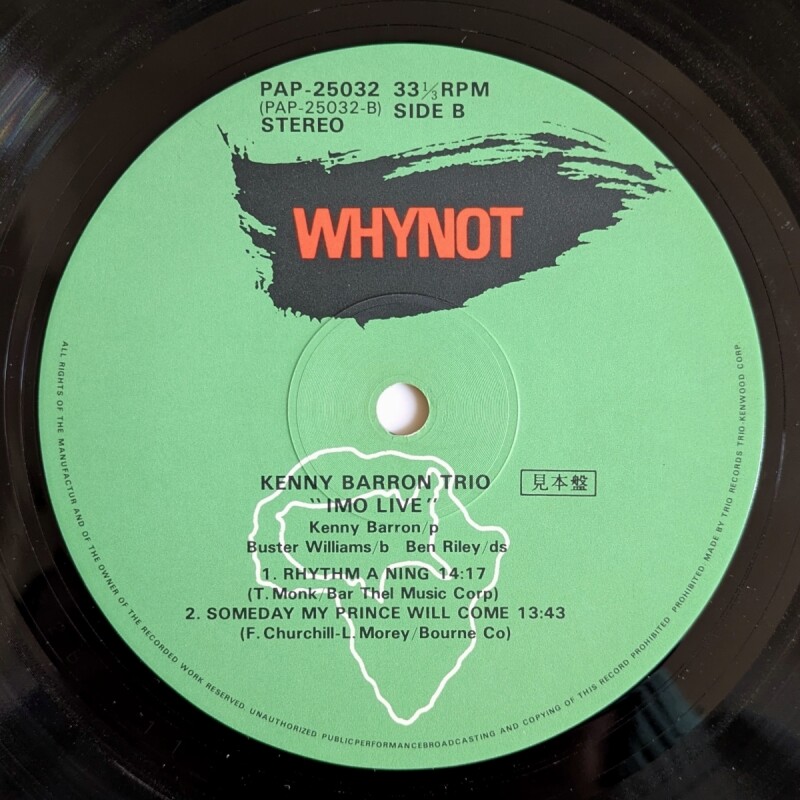 PAP-25032 33⅓RPM
(PAP-25032-B) SIDE B
STEREO
WHYNOT
KENNY BARRON TRIO
"IMO LIVE"
見本盤
Kenny Barron/p
Buster Williams/b Ben Riley/ds
1. RHYTHM A NING 14:17
(T. Monk/Bar Thel Music Corp)
2. SOMEDAY MY PRINCE WILL COME 13:43
(F. Churchill-L. Morey/Bourne Co)
ALL RIGHTS OF THE MANUFACTUR AND OF THE OWNER OF THE RECORDED WORK RESERVED. UNAUTHORIZED PUBLICPERFORMANCEBROADCASTING AND COPYING OF THIS RECORD PROHIBITED. MADE BY TRIO RECORDS TRIO-KENWOOD CORP